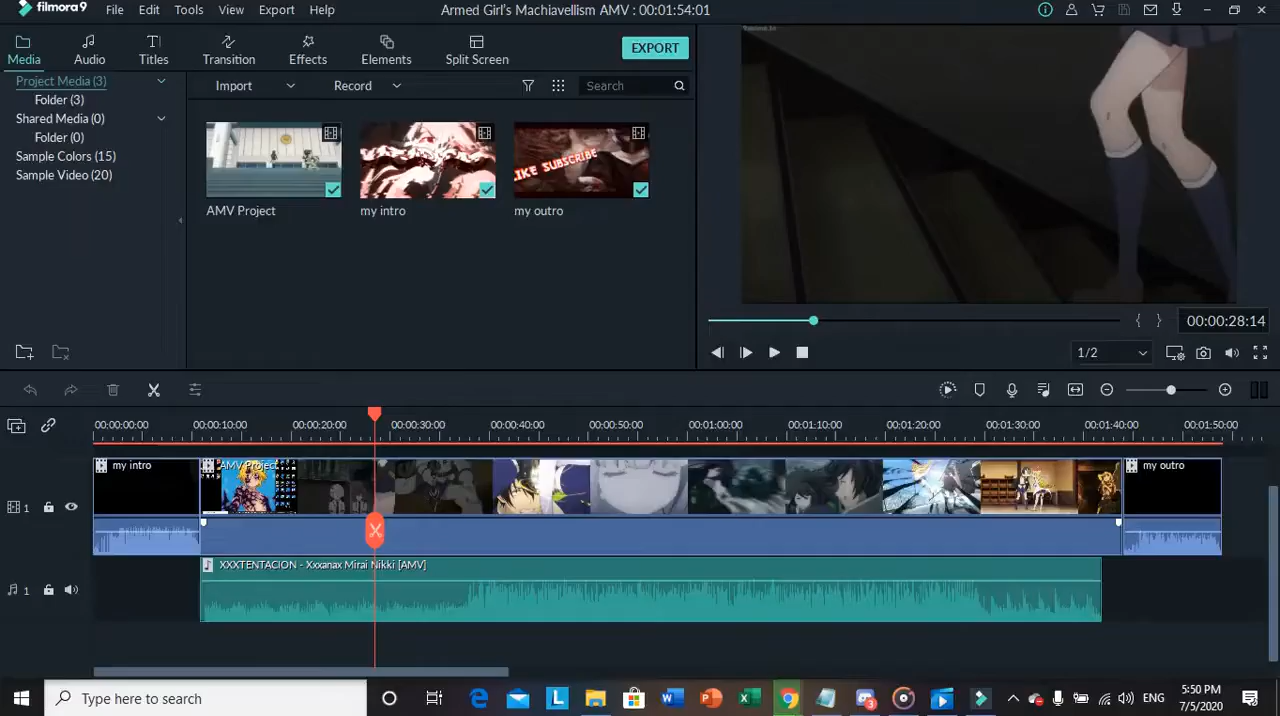 filmora9 File Edit Tools View Export Help Armed Girl's Machiavellism AMV : 00:01:54:01
Media Audio Titles Transition Effects Elements Split Screen EXPORT
Project Media (3)
Folder (3)
Shared Media (0)
Folder (0)
Sample Colors (15)
Sample Video (20)
Import Record Search
LIKE SUBSCRIBE
AMV Project my intro my outro
00:00:28:14
1/2
00:00:00:00 00:00:10:00 00:00:20:00 00:00:30:00 00:00:40:00 00:00:50:00 00:01:00:00 00:01:10:00 00:01:20:00 00:01:30:00 00:01:40:00 00:01:50:00
my intro AMV Project my outro
1
XXXTENTACION - Xxxanax Mirai Nikki [AMV]
1
Type here to search
L
3
ENG
5:50 PM
7/5/2020